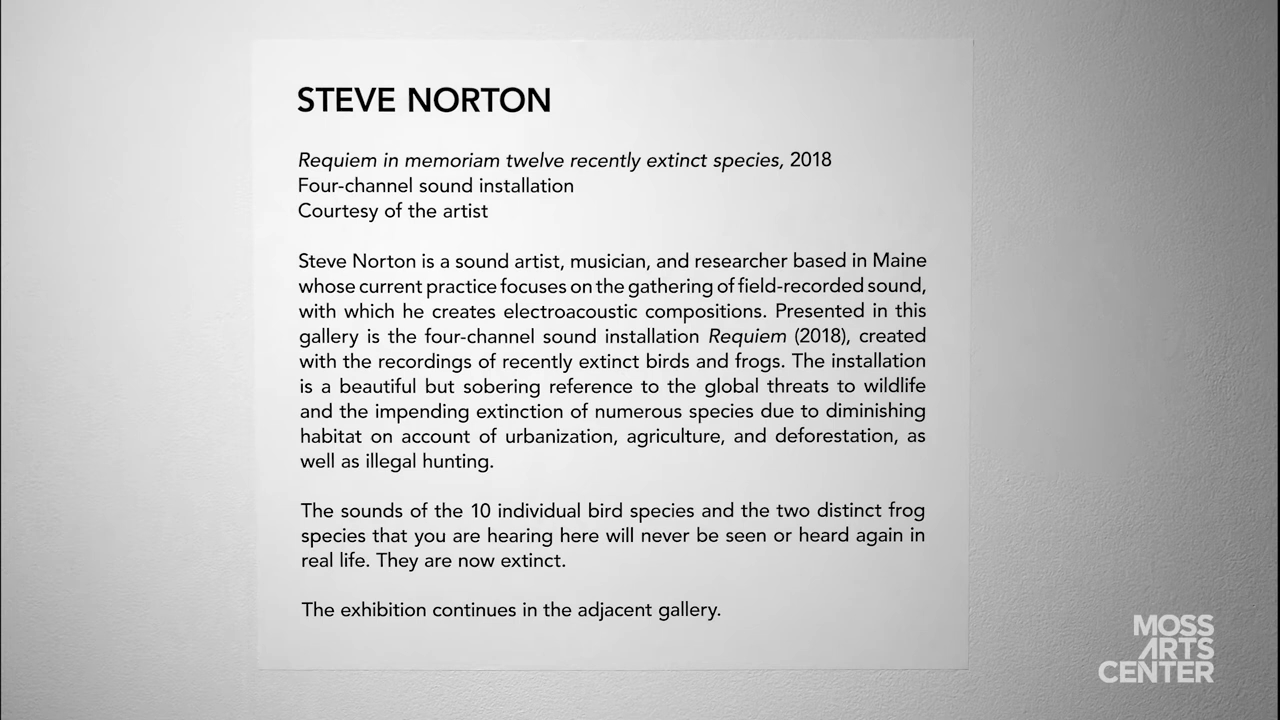 STEVE NORTON
Requiem in memoriam twelve recently extinct species, 2018
Four-channel sound installation
Courtesy of the artist
Steve Norton is a sound artist, musician, and researcher based in Maine
whose current practice focuses on the gathering of field-recorded sound,
with which he creates electroacoustic compositions. Presented in this
gallery is the four-channel sound installation Requiem (2018), created
with the recordings of recently extinct birds and frogs. The installation
is a beautiful but sobering reference to the global threats to wildlife
and the impending extinction of numerous species due to diminishing
habitat on account of urbanization, agriculture, and deforestation, as
well as illegal hunting.
The sounds of the 10 individual bird species and the two distinct frog
species that you are hearing here will never be seen or heard again in
real life. They are now extinct.
The exhibition continues in the adjacent gallery.
MOSS
ARTS
CENTER